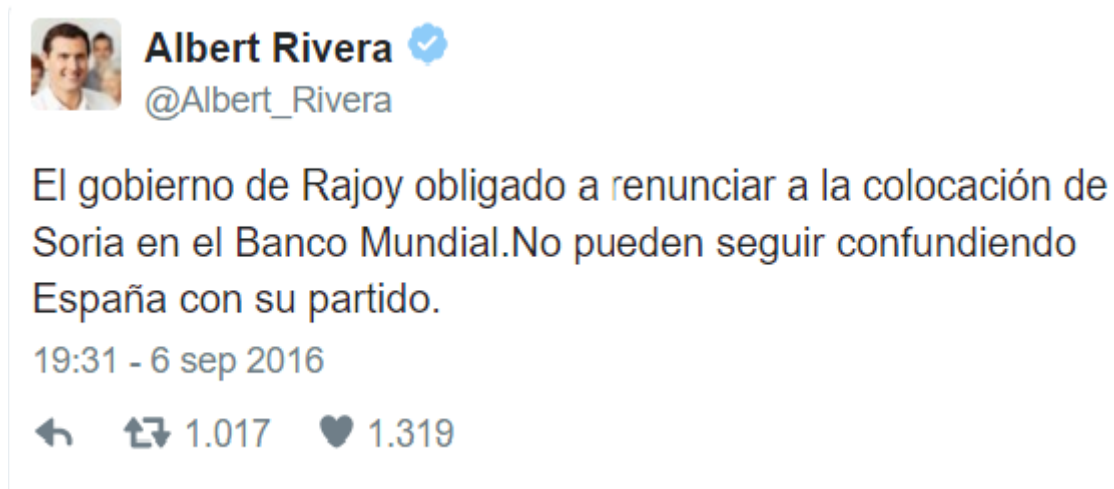 Albert Rivera
@Albert_Rivera
El gobierno de Rajoy obligado a renunciar a la colocación de
Soria en el Banco Mundial.No pueden seguir confundiendo
España con su partido.
19:31 - 6 sep 2016
1.017 1.319